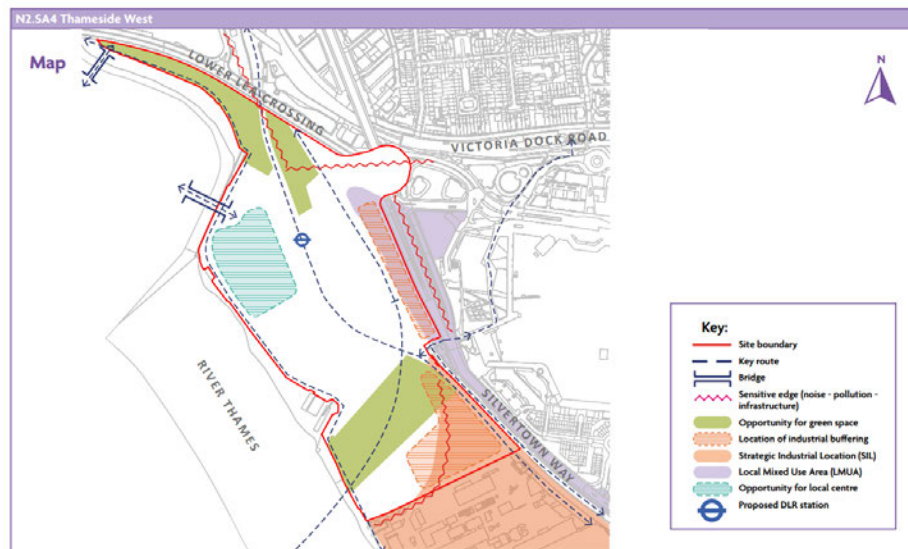 N2.SA4 Thameside West
Map
N
LOWER LEA CROSSING
VICTORIA DOCK ROAD
RIVER THAMES
SILVERTOWN WAY
Key:
Site boundary
Key route
Bridge
Sensitive edge (noise - pollution -
infrastructure)
Opportunity for green space
Location of industrial buffering
Strategic Industrial Location (SIL)
Local Mixed Use Area (LMUA)
Opportunity for local centre
Proposed DLR station